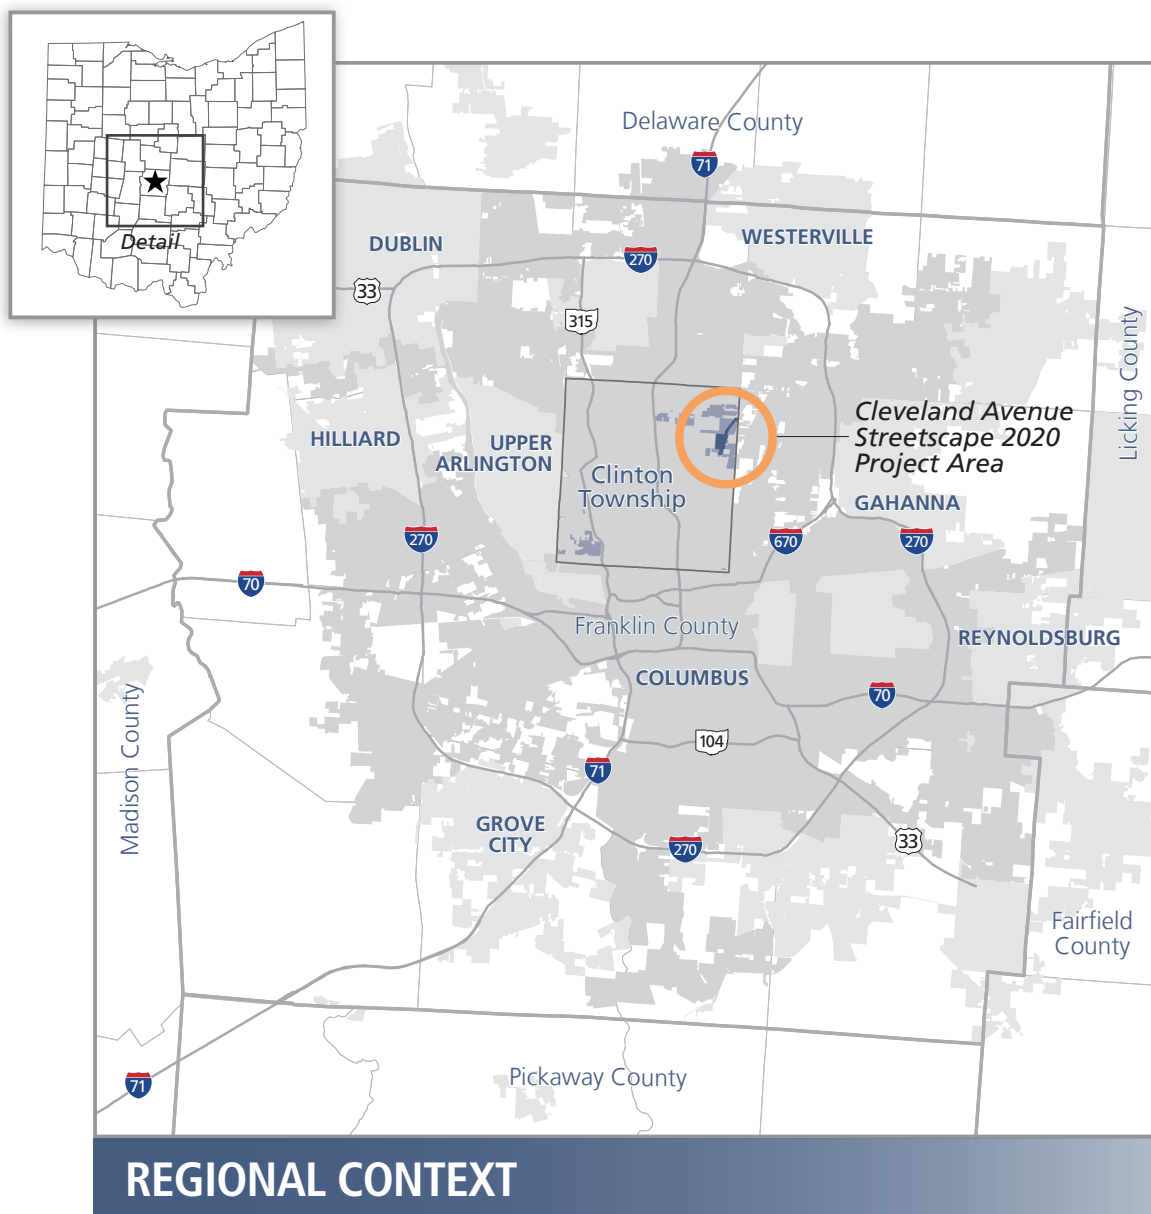 Detail
Delaware County
71
DUBLIN
WESTERVILLE
270
33
315
Licking County
Cleveland Avenue
Streetscape 2020
Project Area
HILLIARD
UPPER
ARLINGTON
Clinton
Township
GAHANNA
270
670
270
70
Franklin County
REYNOLDSBURG
COLUMBUS
70
Madison County
104
71
GROVE
CITY
270
33
Fairfield
County
Pickaway County
71
REGIONAL CONTEXT